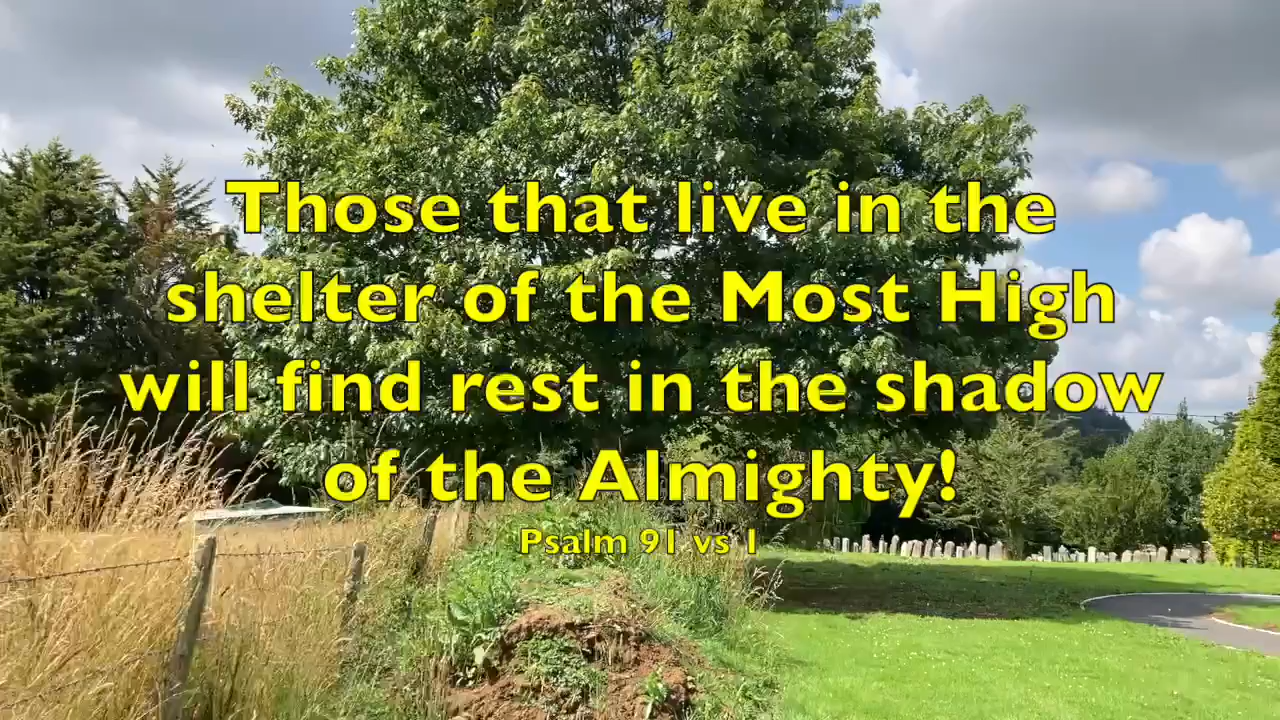 Those that live in the
shelter of the Most High
will find rest in the shadow
of the Almighty!
Psalm 91 vs 1